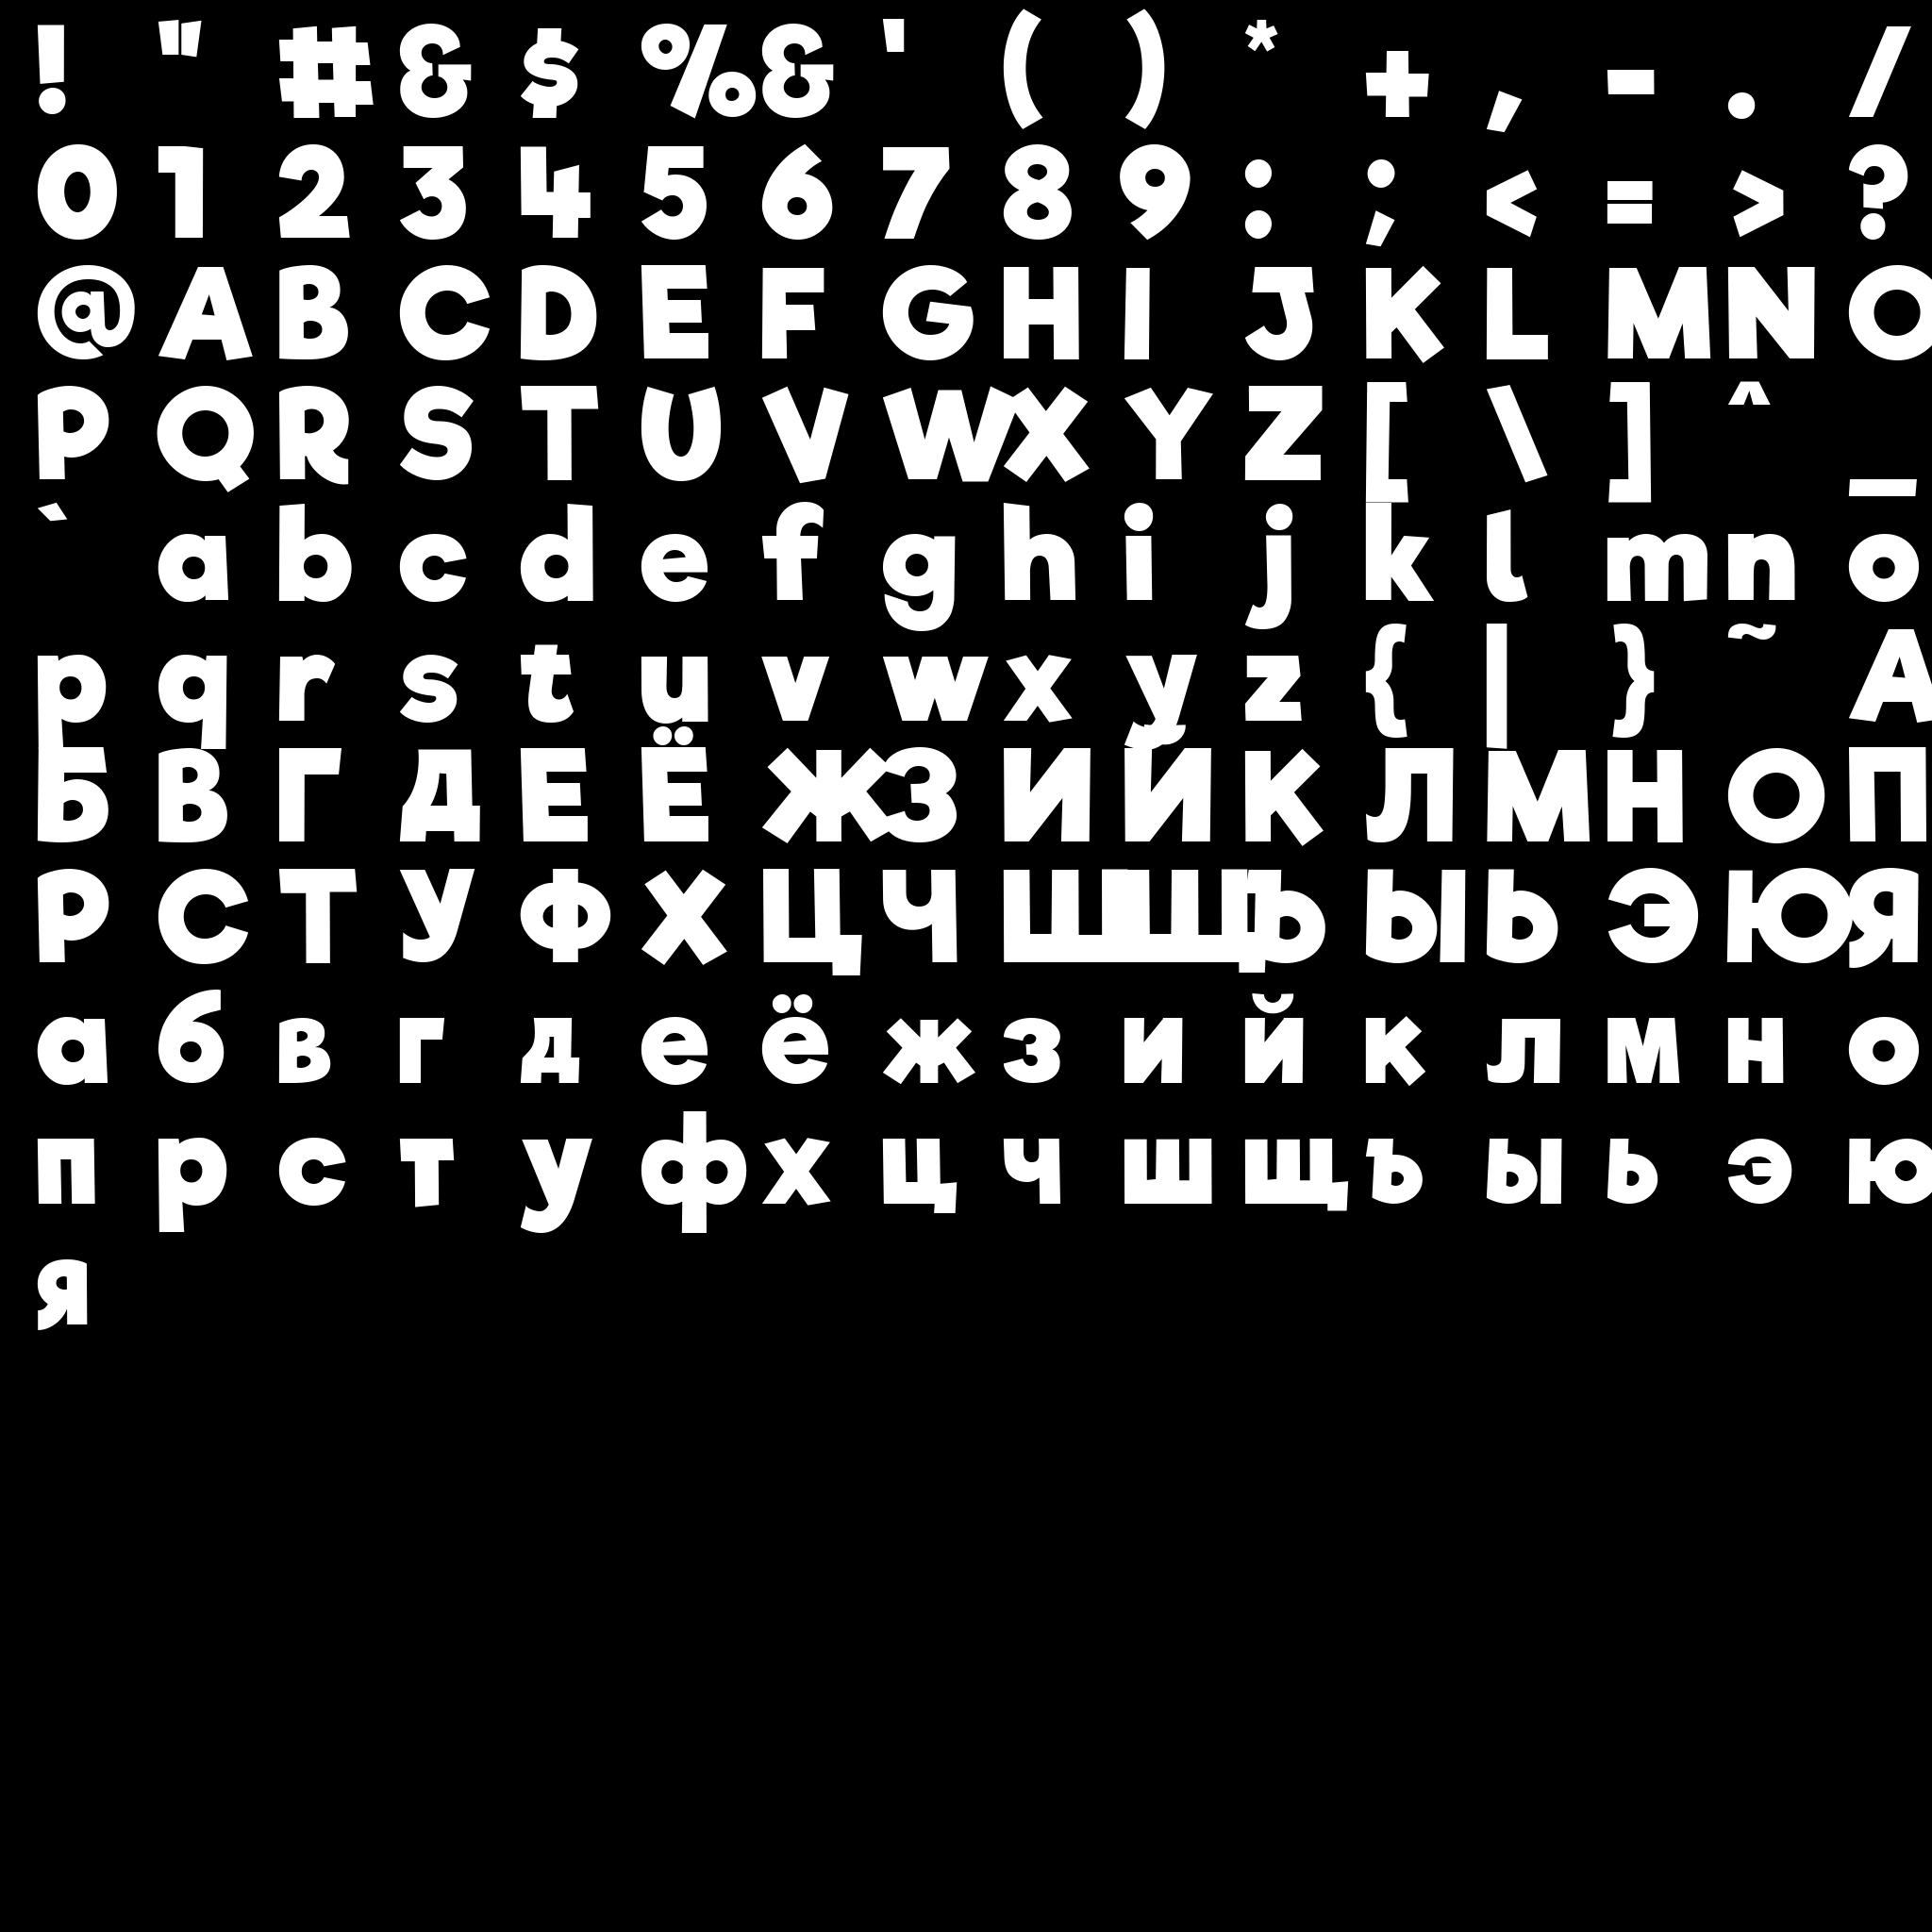 ! " # & $ % & ' ( ) * + , - . /
0 1 2 3 4 5 6 7 8 9 : ; < = > ?
@ A B C D E F G H I J K L M N O
P Q R S T U V W X Y Z [ \ ] ^ _
` a b c d e f g h i j k l m n o
p q r s t u v w x y z { | } ~ А
Б В Г Д Е Ё Ж З И Й К Л М Н О П
Р С Т У Ф Х Ц Ч Ш Щ Ъ Ы Ь Э Ю Я
а б в г д е ё ж з и й к л м н о
п р с т у ф х ц ч ш щ ъ ы ь э ю
я